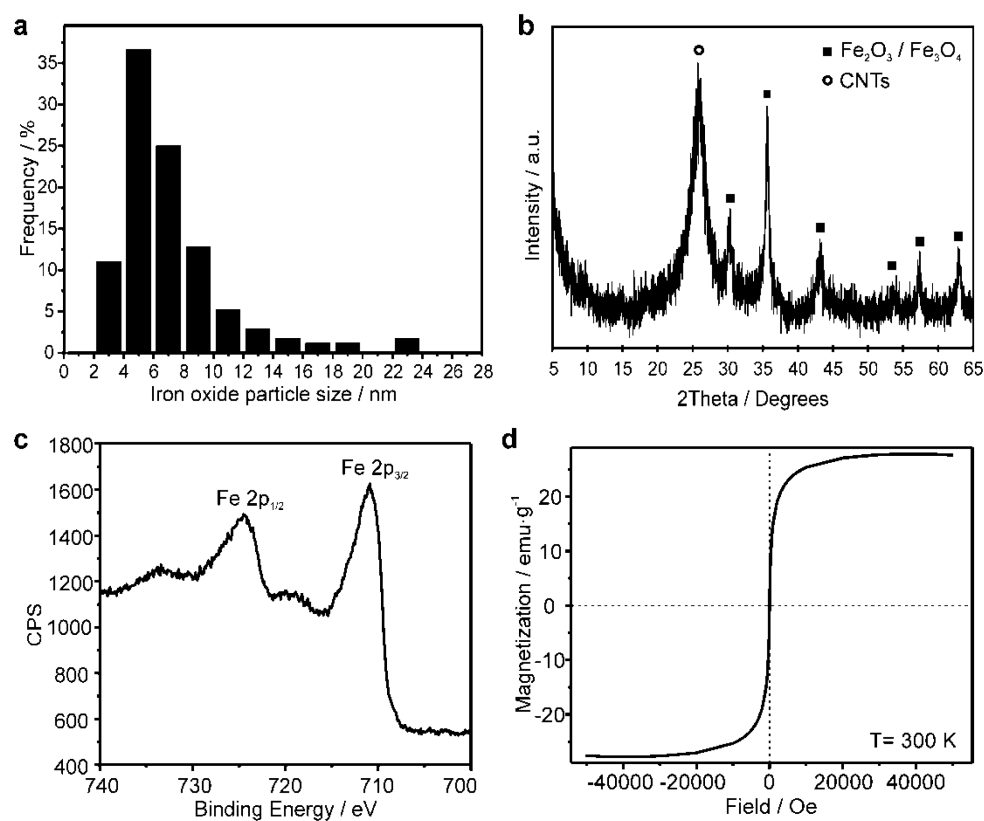 a
Frequency / %
35
30
25
20
15
10
5
0
0 2 4 6 8 10 12 14 16 18 20 22 24 26 28
Iron oxide particle size / nm
b
■ Fe₂O₃ / Fe₃O₄
○ CNTs
Intensity / a.u.
5 10 15 20 25 30 35 40 45 50 55 60 65
2Theta / Degrees
c
Fe 2p₁/₂
Fe 2p₃/₂
CPS
1800
1600
1400
1200
1000
800
600
400
740 730 720 710 700
Binding Energy / eV
d
Magnetization / emu·g⁻¹
20
10
0
-10
-20
T= 300 K
-40000 -20000 0 20000 40000
Field / Oe